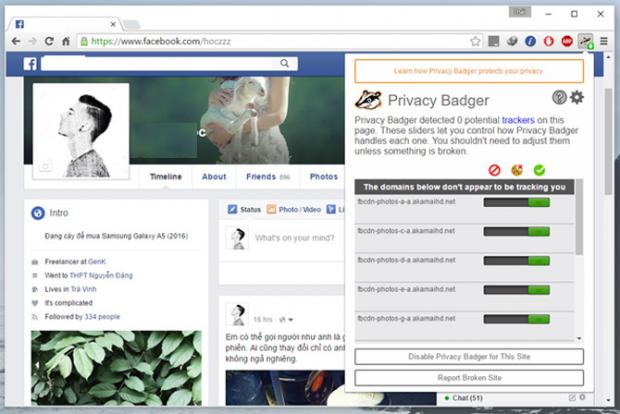 https://www.facebook.com/hoczzz
Learn how Privacy Badger protects your privacy.
Privacy Badger
Privacy Badger detected 0 potential trackers on this
page. These sliders let you control how Privacy Badger
handles each one. You shouldn't need to adjust them
unless something is broken.
The domains below don't appear to be tracking you
fbcdn-photos-a-a.akamaihd.net
fbcdn-photos-c-a.akamaihd.net
fbcdn-photos-d-a.akamaihd.net
fbcdn-photos-e-a.akamaihd.net
fbcdn-photos-g-a.akamaihd.net
Disable Privacy Badger for This Site
Report Broken Site
Timeline About Friends 896 Photos
Intro
Đang cày để mua Samsung Galaxy A5 (2016)
Freelancer at GenK
Went to THPT Nguyễn Đáng
Lives in Trà Vinh
It's complicated
Followed by 334 people
Status Photo / Video Li
What's on your mind?
16 hrs
Em có thể gọi người như anh là g
phiền. Ai cũng thay đổi chỉ có anh
không ngả nghiêng.
Chat (51)